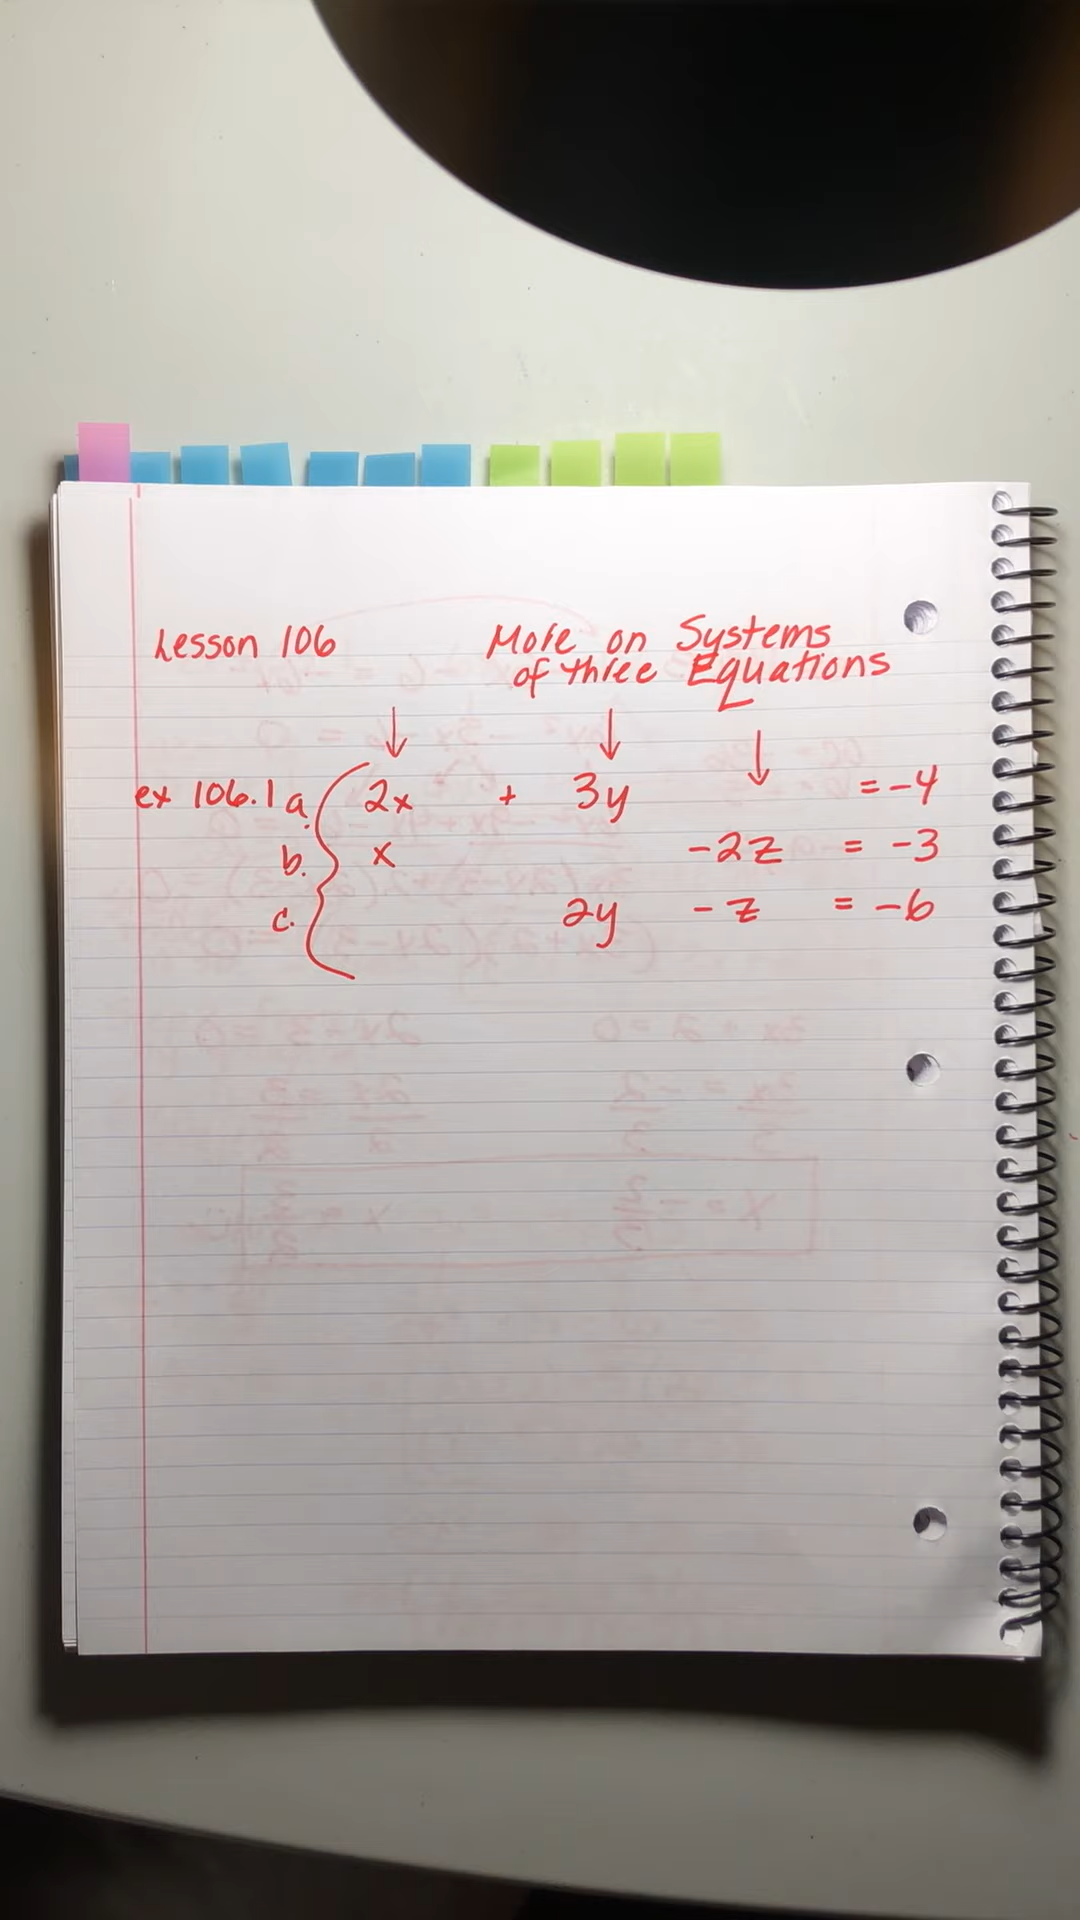 Lesson 106 More on Systems
of three Equations
ex 106.1 a. 2x + 3y = -4
b. x -2z = -3
c. 2y - z = -6